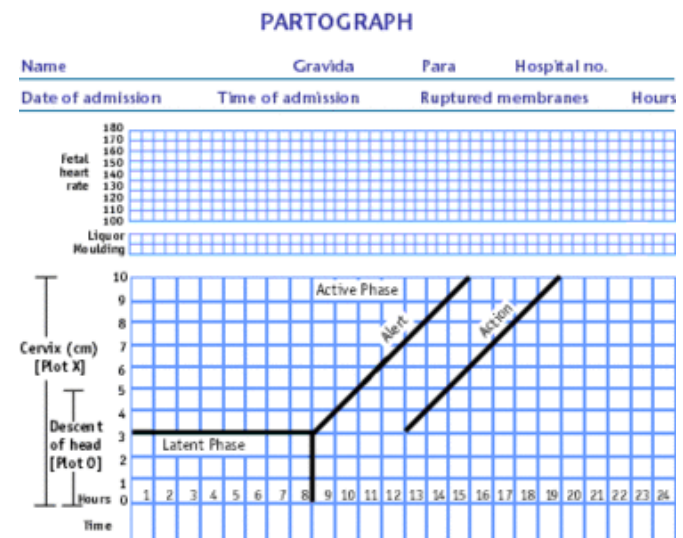 PARTOGRAPH
Name Gravida Para Hospital no.
Date of admission Time of admission Ruptured membranes Hours
180
170
Fetal heart rate
160
150
140
130
120
110
100
Liquor
Moulding
10
Active Phase
9
8
Alert
Action
7
Cervix (cm)
[Plot X]
6
5
4
Descent of head
[Plot O]
3
Latent Phase
2
1
Hours 0 1 2 3 4 5 6 7 8 9 10 11 12 13 14 15 16 17 18 19 20 21 22 23 24
Time